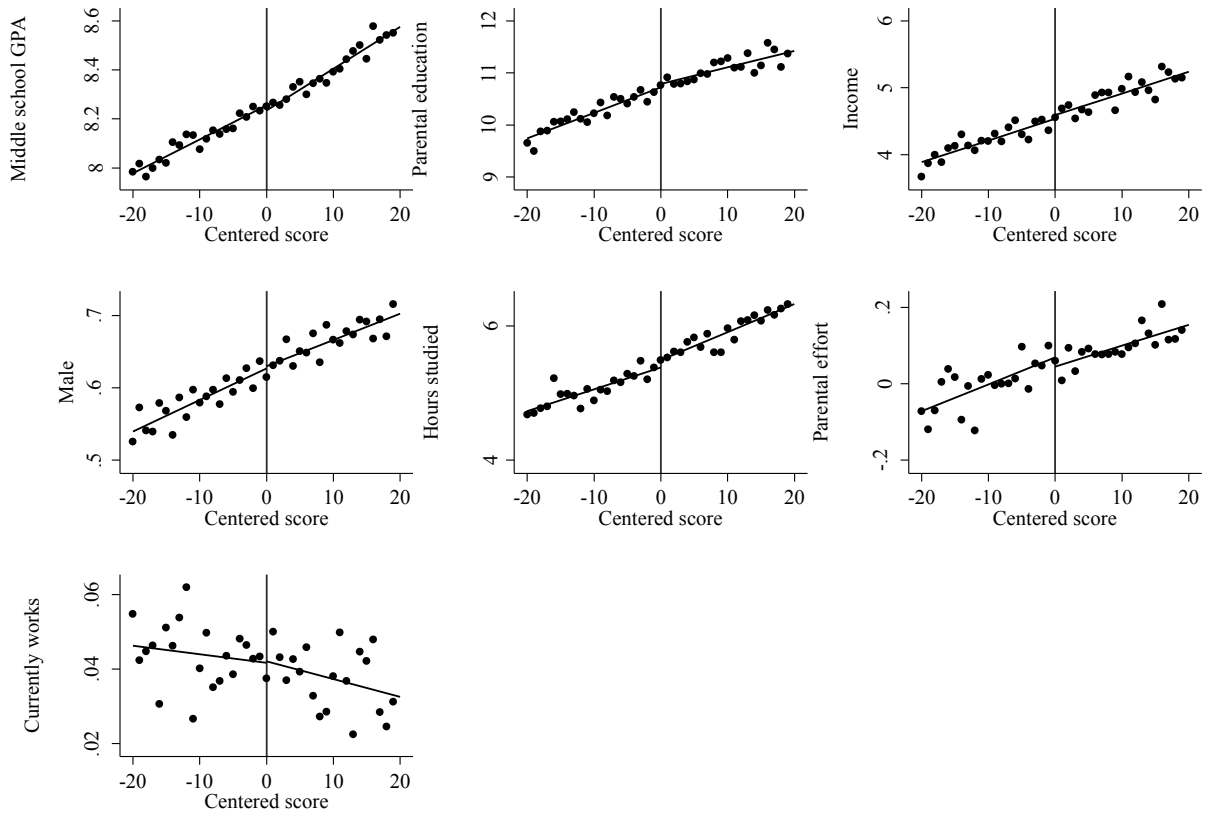 Middle school GPA
8 8.2 8.4 8.6
-20 -10 0 10 20
Centered score
Parental education
9 10 11 12
-20 -10 0 10 20
Centered score
Income
4 5 6
-20 -10 0 10 20
Centered score
Male
.5 .6 .7
-20 -10 0 10 20
Centered score
Hours studied
4 6
-20 -10 0 10 20
Centered score
Parental effort
-.2 0 .2
-20 -10 0 10 20
Centered score
Currently works
.02 .04 .06
-20 -10 0 10 20
Centered score